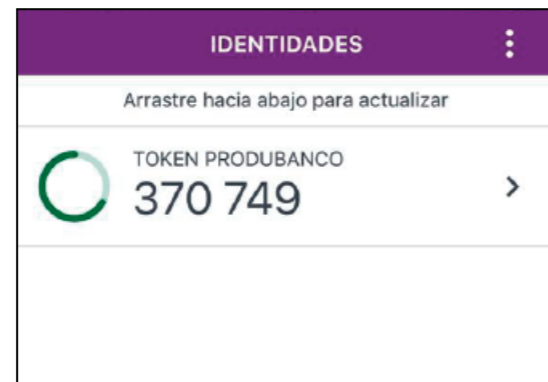 IDENTIDADES
Arrastre hacia abajo para actualizar
TOKEN PRODUBANCO
370 749